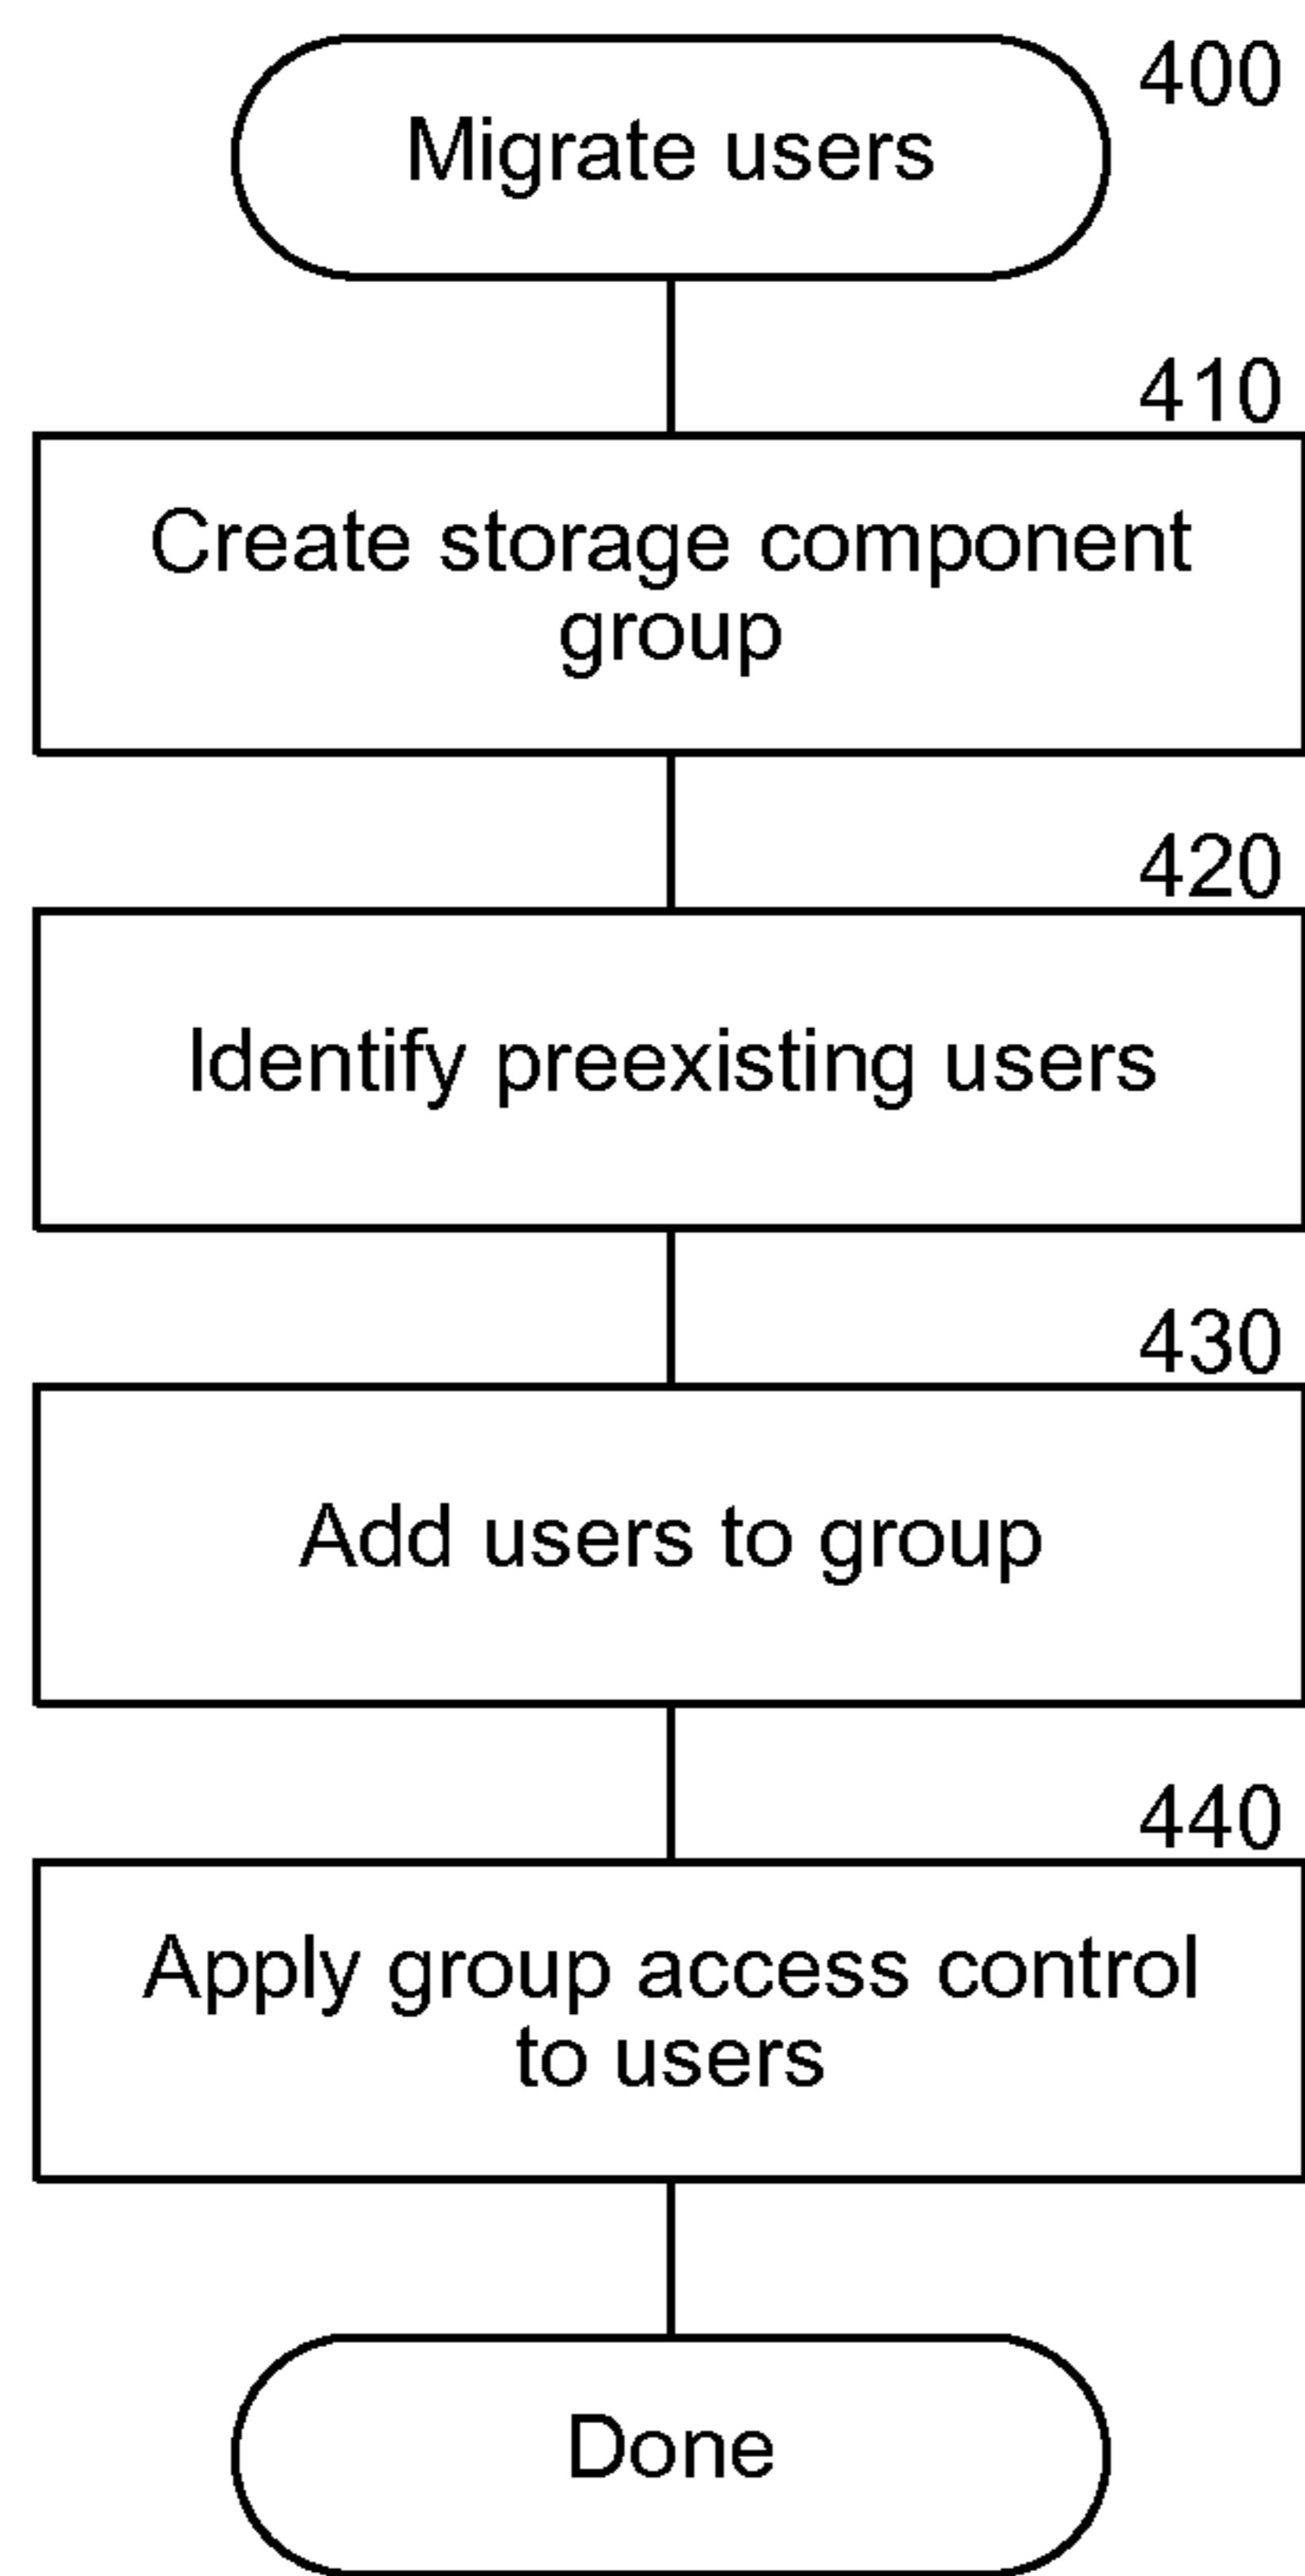 400
Migrate users
410
Create storage component
group
420
Identify preexisting users
430
Add users to group
440
Apply group access control
to users
Done